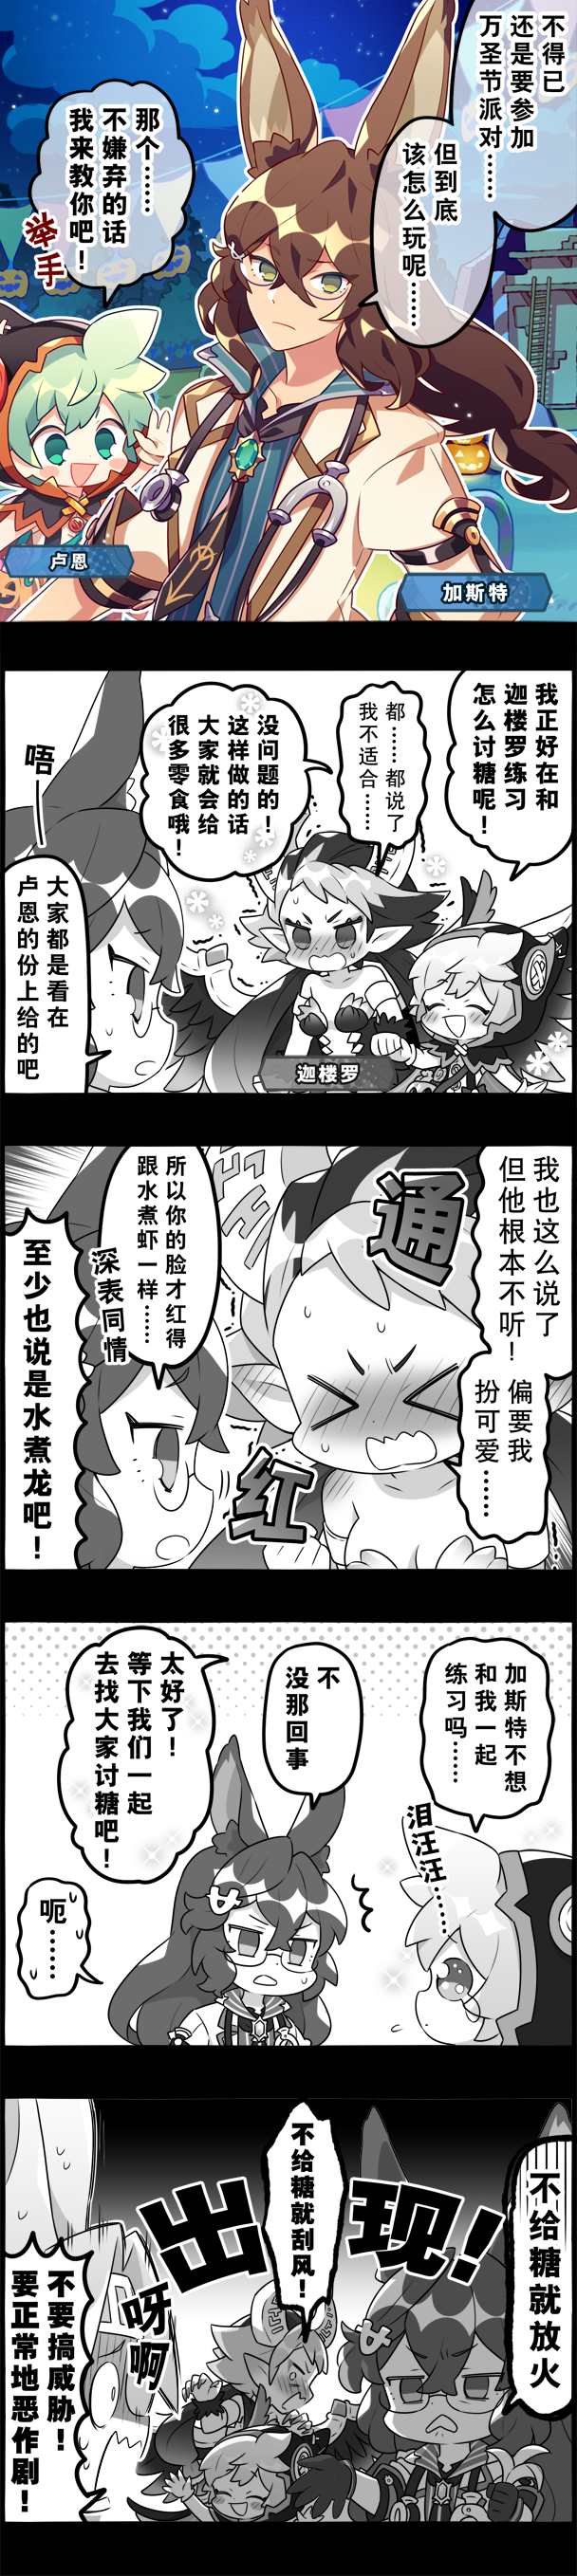 不得已
还是要参加
万圣节派对……
但到底
该怎么玩呢……
那个……
不嫌弃的话
我来教你吧！
举手
卢恩
加斯特
我正好在和
迦楼罗练习
怎么讨糖呢！
都……都说了
我不适合……
没问题的！
这样做的话
大家就会给
很多零食哦！
唔——
大家都是看在
卢恩的份上给的吧
迦楼罗
我也这么说了
但他根本不听！
偏要我
扮可爱……
通
红
所以你的脸才红得
跟水煮虾一样……
深表同情
至少也说是水煮龙吧！
加斯特不想
和我一起
练习吗……
泪汪汪……
不
没那回事
太好了！
等下我们一起
去找大家讨糖吧！
呃……
不给糖就放火
不给糖就刮风！
出现！
呀啊
不要搞威胁！
要正常地恶作剧！